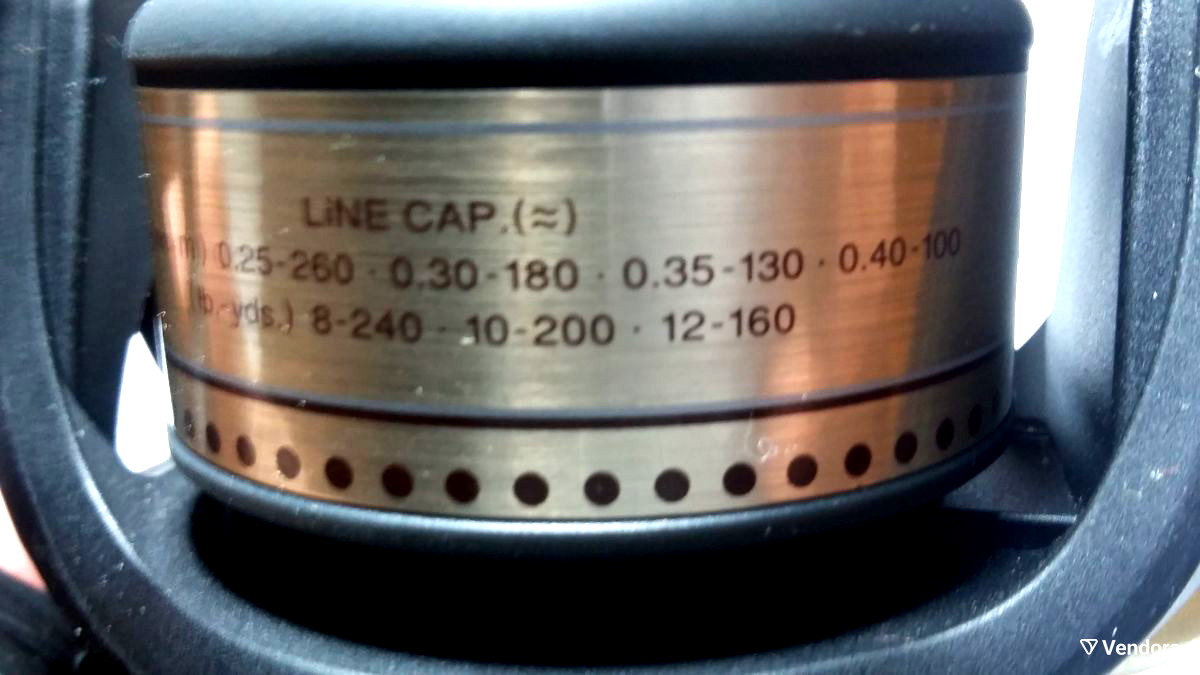 LiNE CAP.(≈)
m) 0.25-260 · 0.30-180 · 0.35-130 · 0.40-100
(lb.-yds.) 8-240 · 10-200 · 12-160
Vendora